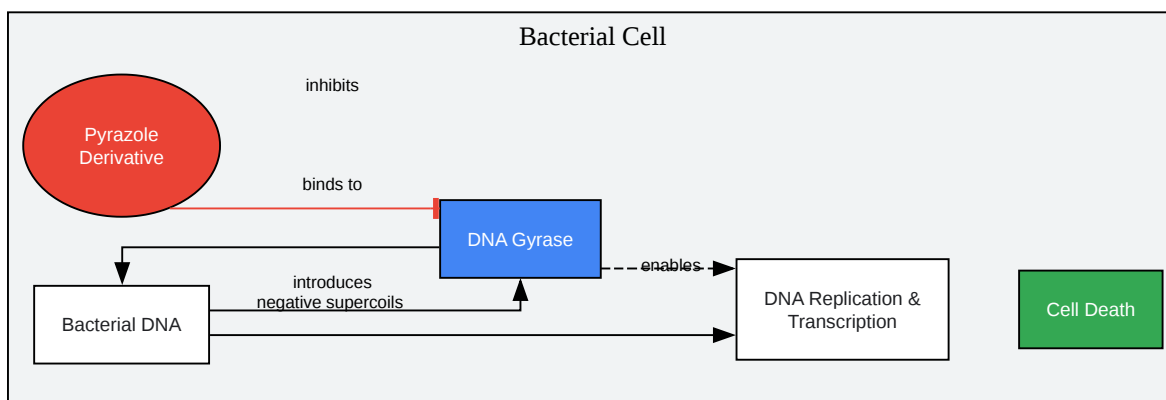 Bacterial Cell
inhibits
Pyrazole
Derivative
binds to
DNA Gyrase
enables
introduces
negative supercoils
Bacterial DNA
DNA Replication &
Transcription
Cell Death